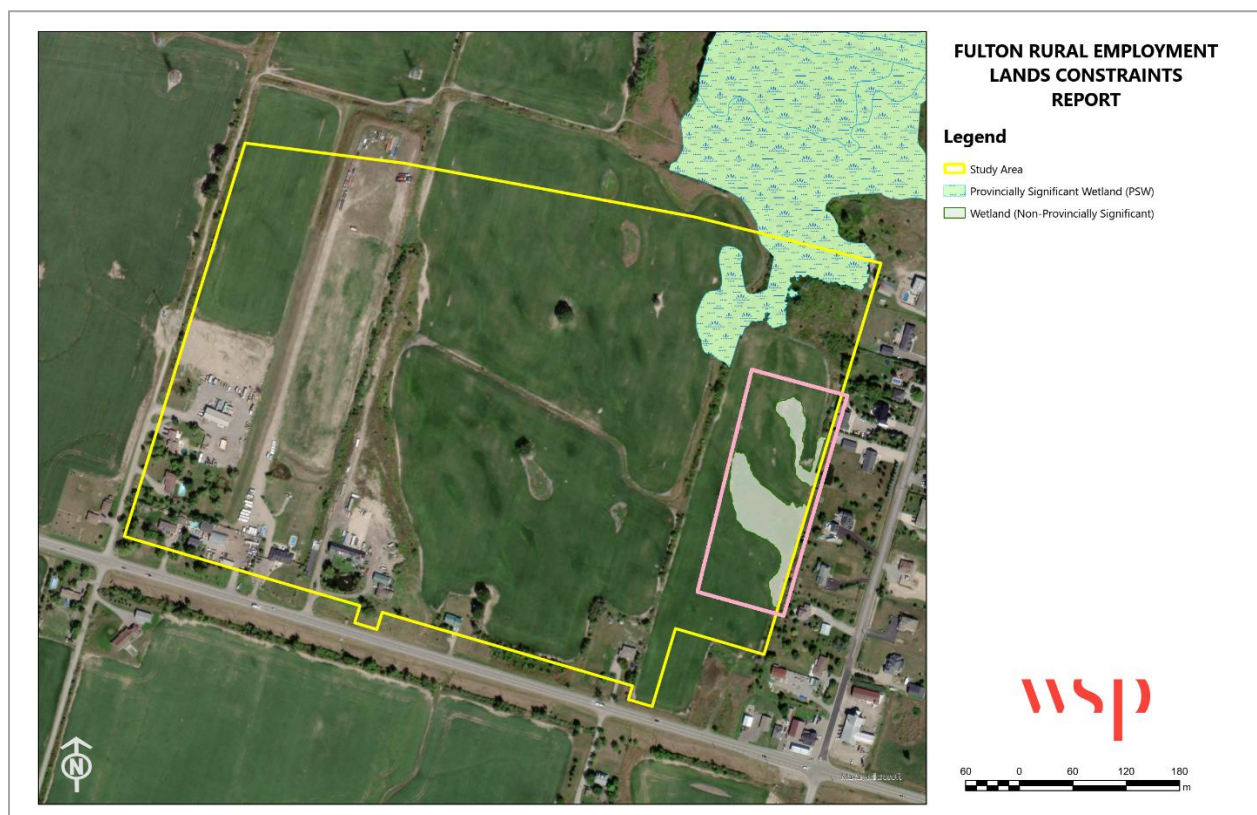 FULTON RURAL EMPLOYMENT
LANDS CONSTRAINTS
REPORT
Legend
Study Area
Provincially Significant Wetland (PSW)
Wetland (Non-Provincially Significant)
N
wsp
60 0 60 120 180
m